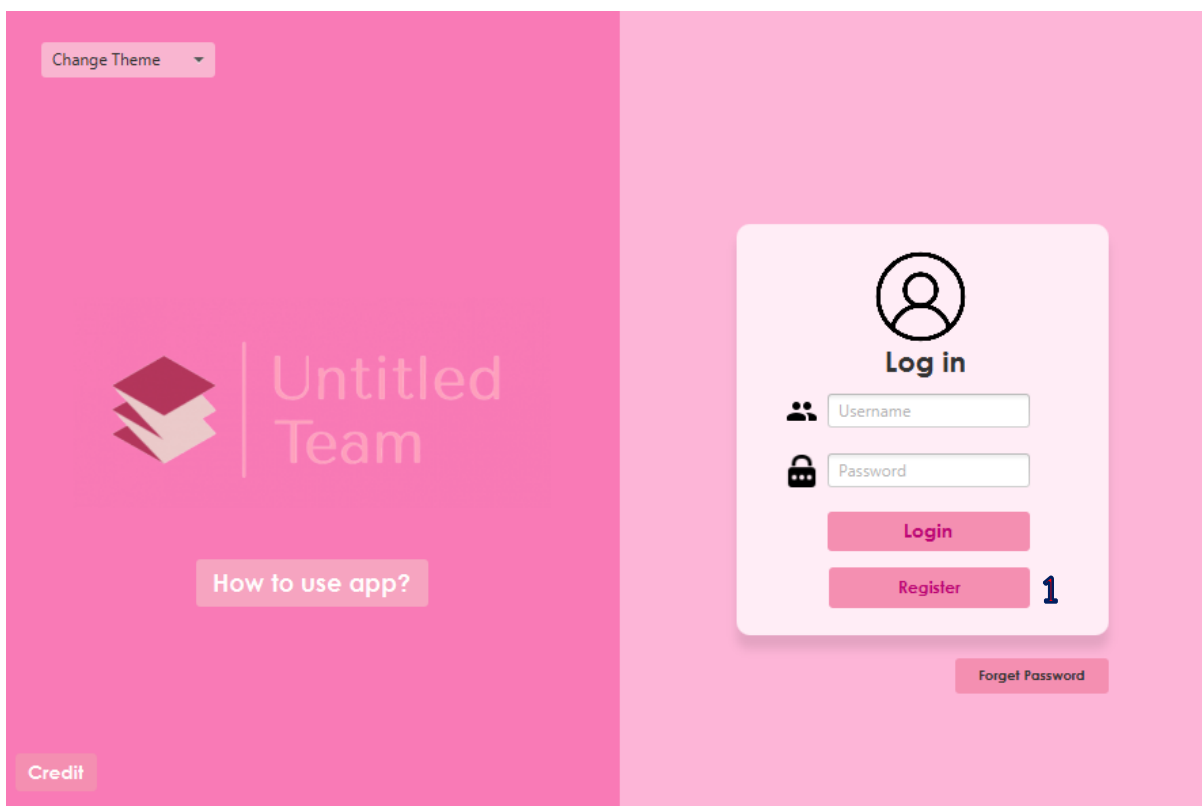 Change Theme
Untitled
Team
How to use app?
Credit
Log in
Username
Password
Login
Register 1
Forget Password